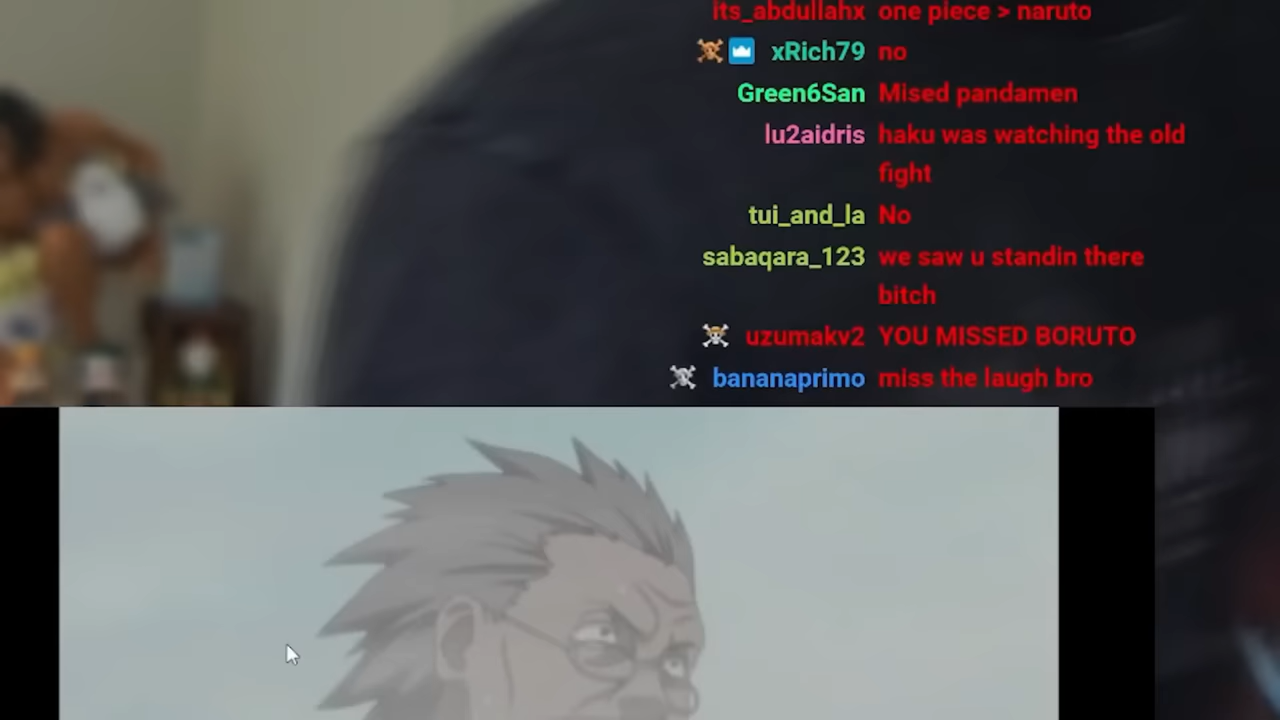 its_abdullahx one piece > naruto
xRich79 no
Green6San Mised pandamen
lu2aidris haku was watching the old
fight
tui_and_la No
sabaqara_123 we saw u standin there
bitch
uzumakv2 YOU MISSED BORUTO
bananaprimo miss the laugh bro